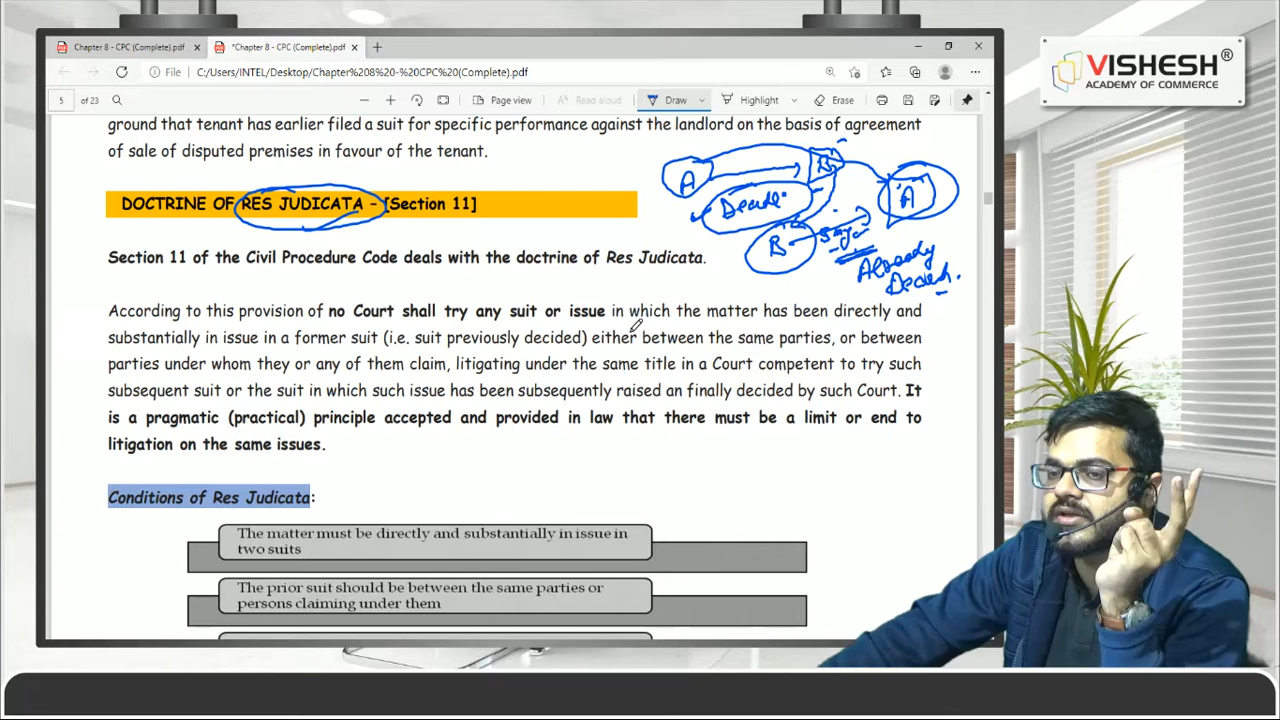 Chapter 8 - CPC (Complete).pdf
*Chapter 8 - CPC (Complete).pdf
File
C:/Users/INTEL/Desktop/Chapter%208%20-%20CPC%20(Complete).pdf
5 of 23
Page view
Read aloud
Draw
Highlight
Erase
VISHESH®
ACADEMY OF COMMERCE
ground that tenant has earlier filed a suit for specific performance against the landlord on the basis of agreement
of sale of disputed premises in favour of the tenant.
A
A
B
Already
DOCTRINE OF RES JUDICATA – [Section 11]
Section 11 of the Civil Procedure Code deals with the doctrine of Res Judicata.
According to this provision of no Court shall try any suit or issue in which the matter has been directly and
substantially in issue in a former suit (i.e. suit previously decided) either between the same parties, or between
parties under whom they or any of them claim, litigating under the same title in a Court competent to try such
subsequent suit or the suit in which such issue has been subsequently raised an finally decided by such Court. It
is a pragmatic (practical) principle accepted and provided in law that there must be a limit or end to
litigation on the same issues.
Conditions of Res Judicata:
The matter must be directly and substantially in issue in
two suits
The prior suit should be between the same parties or
persons claiming under them